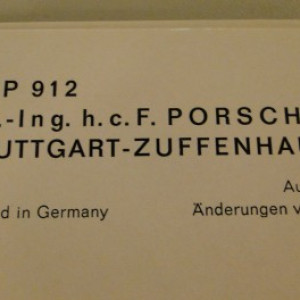 P 912
.-Ing. h. c. F. PORSCH
UTTGART-ZUFFENHAU
Au
d in Germany
Änderungen v